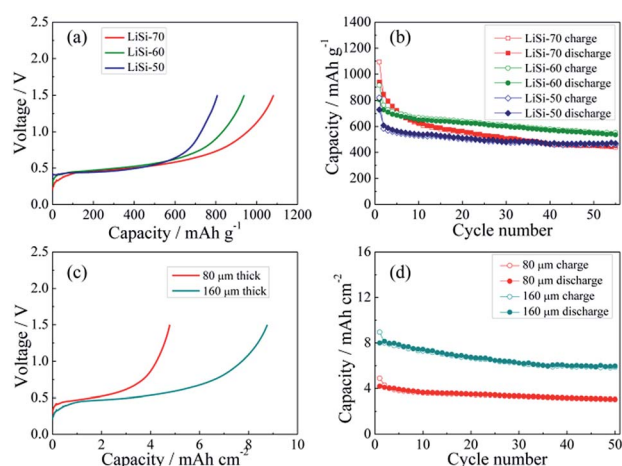 (a)
LiSi-70
LiSi-60
LiSi-50
Voltage / V
2.5
2.0
1.5
1.0
0.5
0.0
0 200 400 600 800 1000 1200
Capacity / mAh g-1
(b)
LiSi-70 charge
LiSi-70 discharge
LiSi-60 charge
LiSi-60 discharge
LiSi-50 charge
LiSi-50 discharge
Capacity / mAh g-1
1400
1200
1000
800
600
400
200
0
0 10 20 30 40 50
Cycle number
(c)
80 μm thick
160 μm thick
Voltage / V
2.5
2.0
1.5
1.0
0.5
0.0
0 2 4 6 8 10
Capacity / mAh cm-2
(d)
80 μm charge
80 μm discharge
160 μm charge
160 μm discharge
Capacity / mAh cm-2
16
12
8
4
0
0 10 20 30 40 50
Cycle number